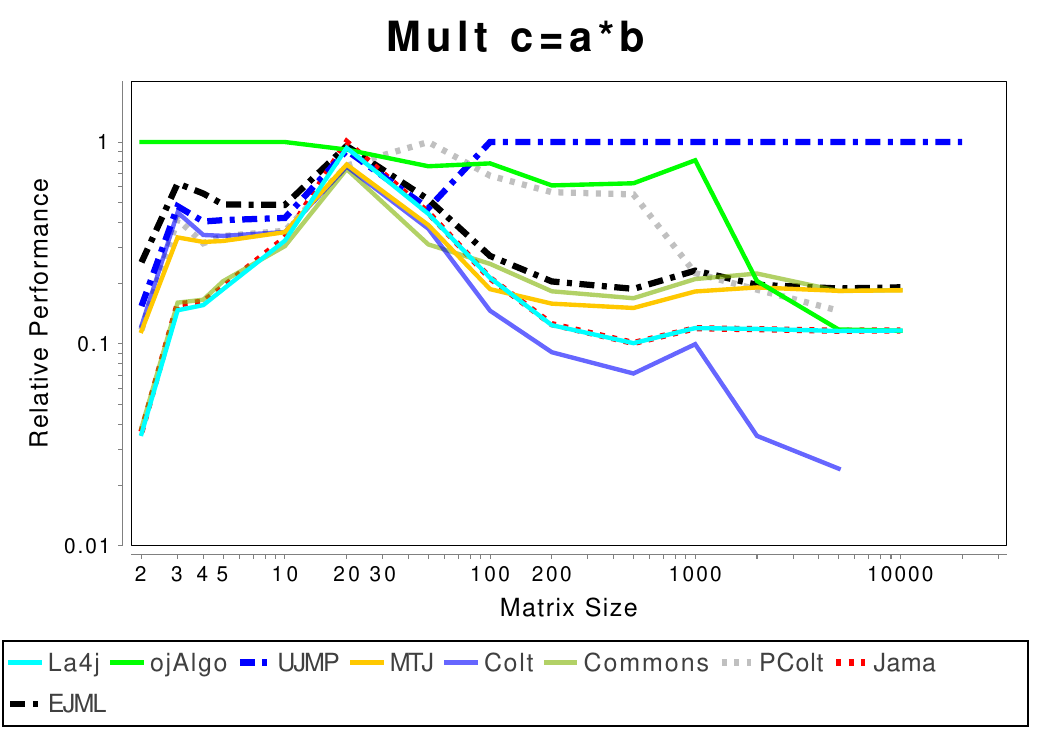 Mult c=a*b
Relative Performance
1
0.1
0.01
2 3 4 5 10 20 30 100 200 1000 10000
Matrix Size
La4j ojAlgo UJMP MTJ Colt Commons PColt Jama
EJML